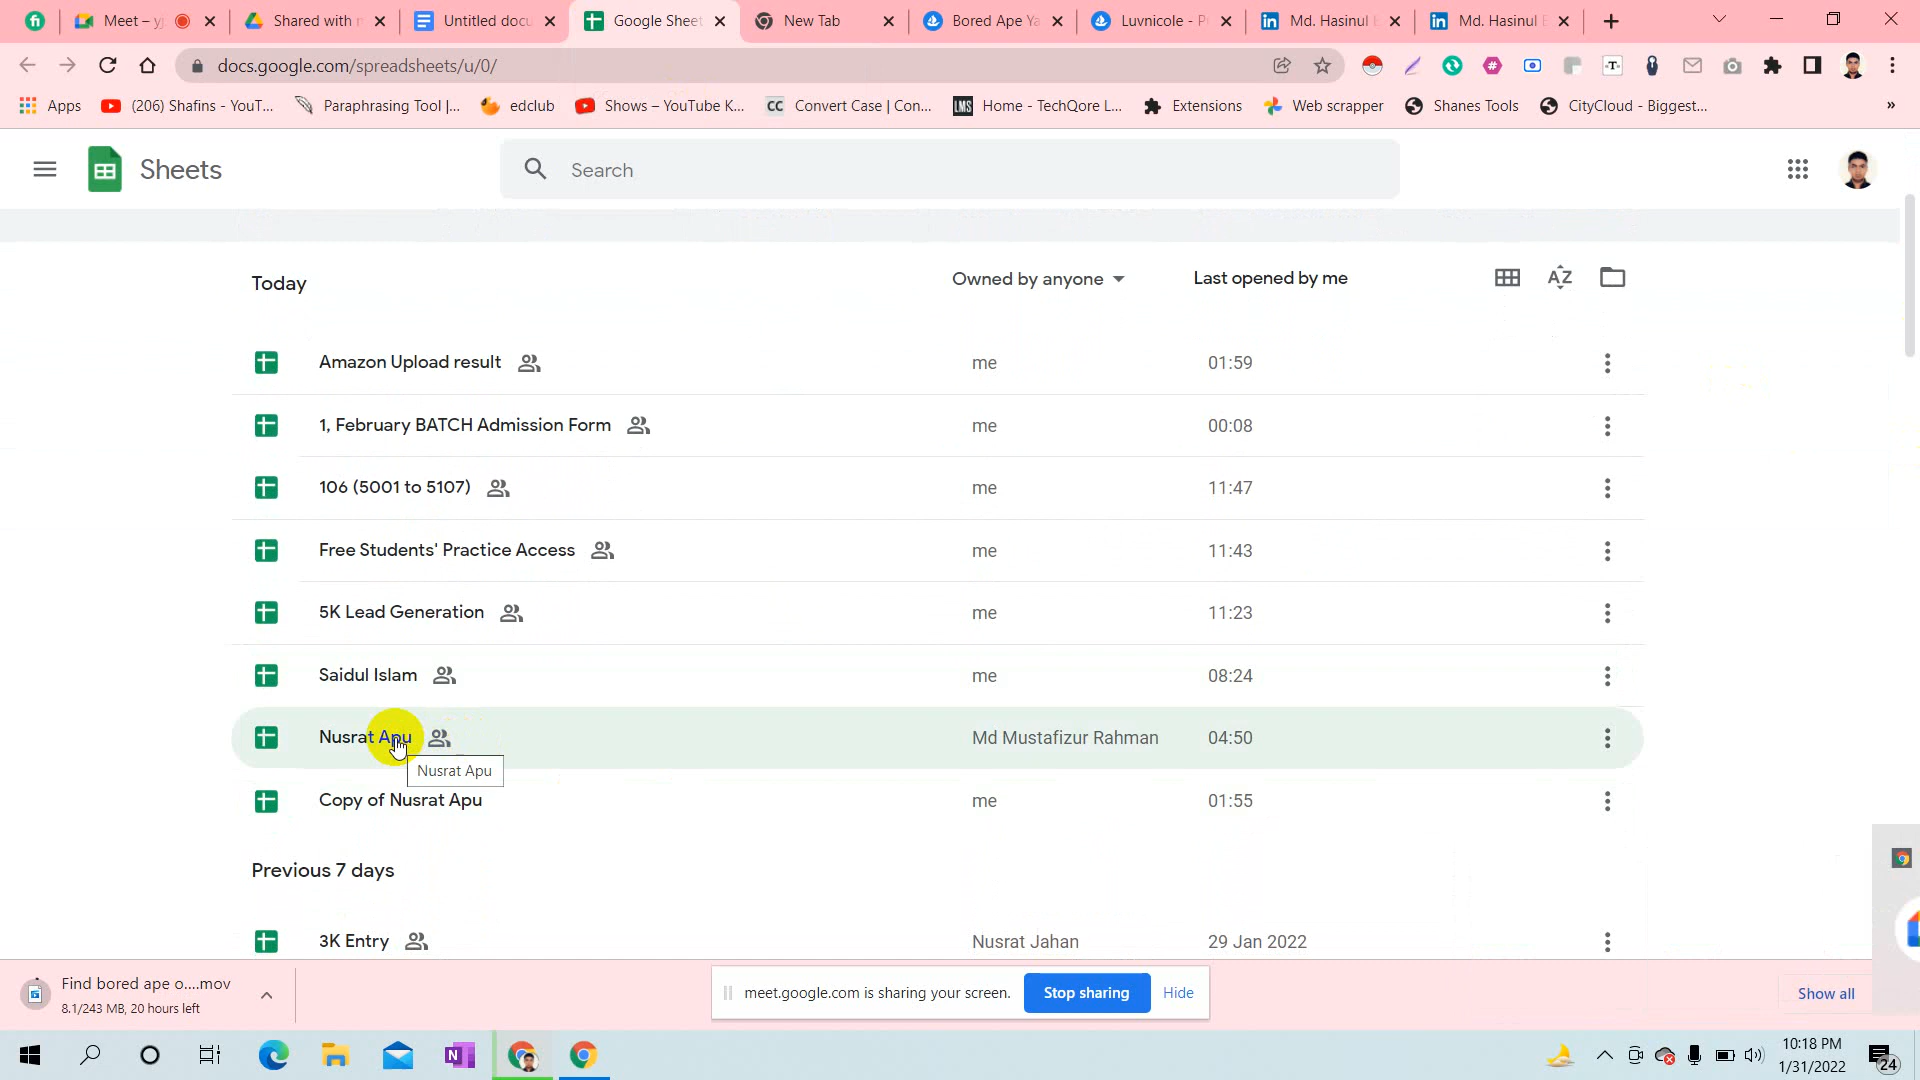 Meet – yj
Shared with m
Untitled docu
Google Sheet
New Tab
Bored Ape Ya
Luvnicole - P
Md. Hasinul
Md. Hasinul
docs.google.com/spreadsheets/u/0/
Apps
(206) Shafins - YouT...
Paraphrasing Tool |...
edclub
Shows – YouTube K...
CC Convert Case | Con...
LMS Home - TechQore L...
Extensions
Web scrapper
Shanes Tools
CityCloud - Biggest...
»
Sheets
Search
Today
Owned by anyone
Last opened by me
AZ
Amazon Upload result me 01:59
1, February BATCH Admission Form me 00:08
106 (5001 to 5107) me 11:47
Free Students' Practice Access me 11:43
5K Lead Generation me 11:23
Saidul Islam me 08:24
Nusrat Apu Md Mustafizur Rahman 04:50
Nusrat Apu
Copy of Nusrat Apu me 01:55
Previous 7 days
3K Entry Nusrat Jahan 29 Jan 2022
Find bored ape o....mov
8.1/243 MB, 20 hours left
meet.google.com is sharing your screen.
Stop sharing
Hide
Show all
10:18 PM
1/31/2022
24